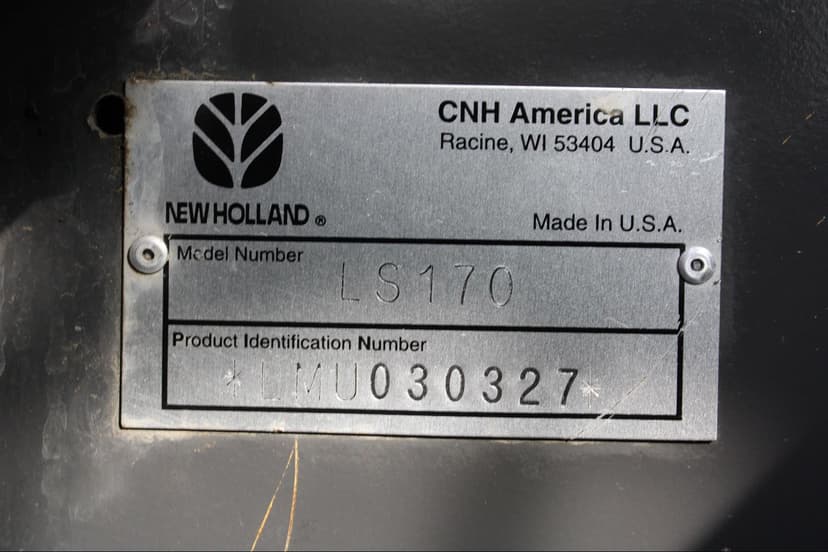 CNH America LLC
Racine, WI 53404 U.S.A.
NEW HOLLAND ®
Made In U.S.A.
Model Number
LS170
Product Identification Number
*LMU030327*